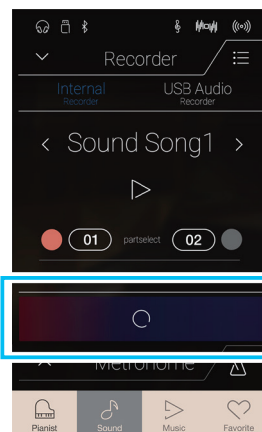 Recorder
Internal USB Audio
Recorder Recorder
Sound Song1
01 partselect 02
Metronome
Pianist Sound Music Favorite